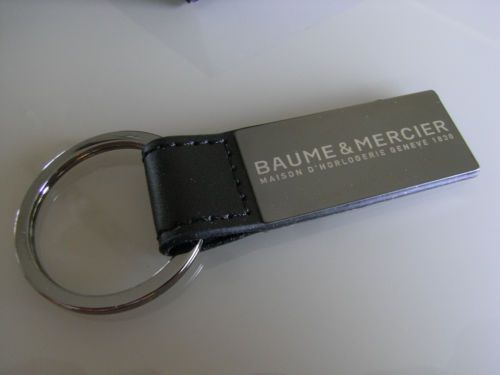 BAUME & MERCIER
MAISON D'HORLOGERIE GENEVE 1830